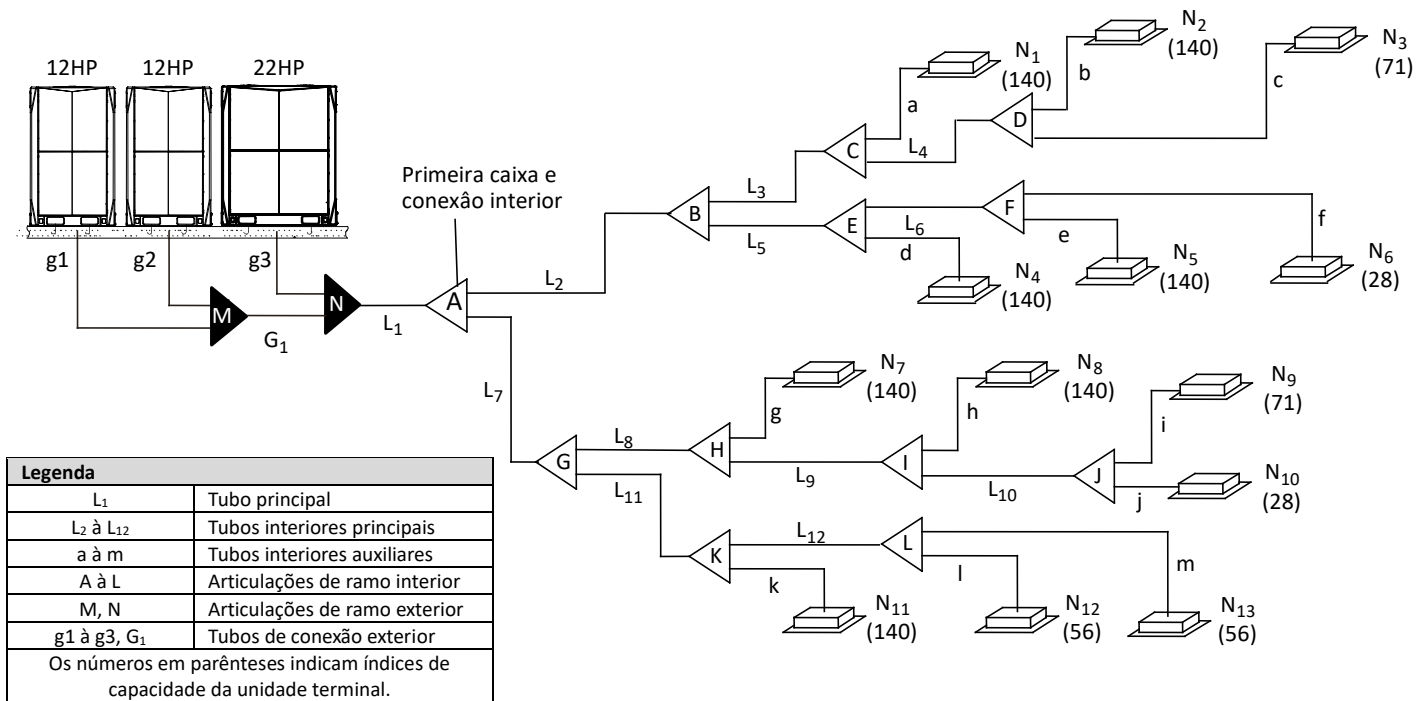 12HP 12HP 22HP
g1 g2 g3
M
G1
N
L1
Primeira caixa e
conexâo interior
A
L2
L7
B
L3
L5
C
a
L4
D
b
c
N1
(140)
N2
(140)
N3
(71)
E
L6
d
F
e
f
N4
(140)
N5
(140)
N6
(28)
G
L8
L11
H
g
L9
I
h
L10
J
i
j
N7
(140)
N8
(140)
N9
(71)
N10
(28)
K
L12
k
L
l
m
N11
(140)
N12
(56)
N13
(56)
Legenda
L1 Tubo principal
L2 à L12 Tubos interiores principais
a à m Tubos interiores auxiliares
A à L Articulações de ramo interior
M, N Articulações de ramo exterior
g1 à g3, G1 Tubos de conexão exterior
Os números em parênteses indicam índices de
capacidade da unidade terminal.